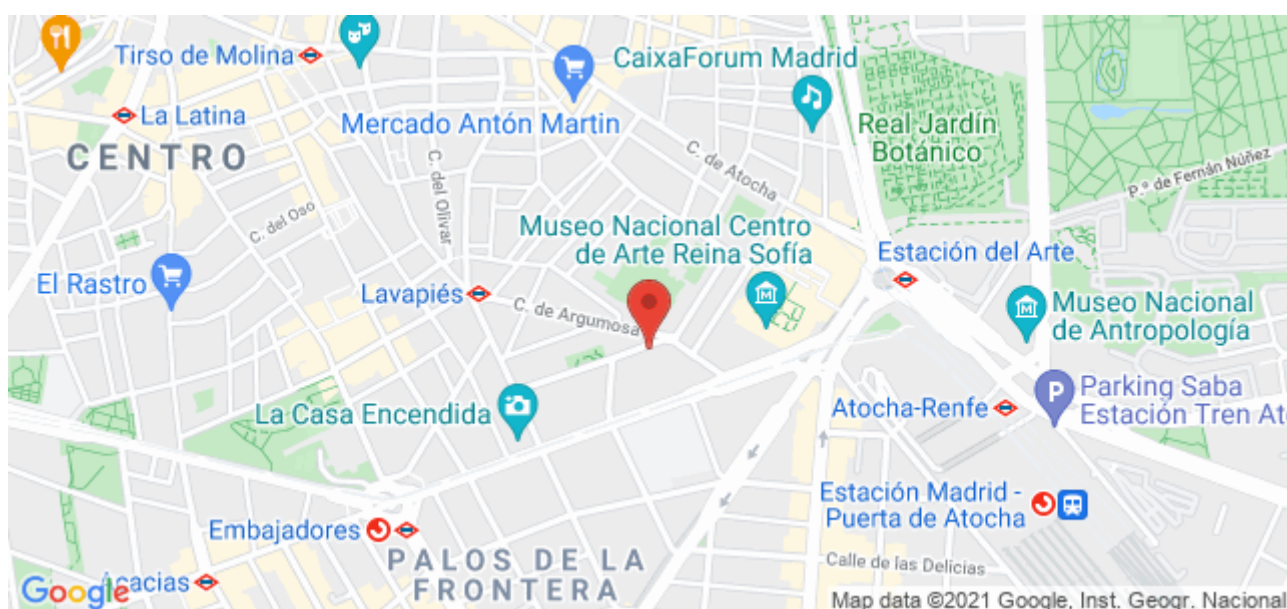 Tirso de Molina
La Latina
CENTRO
Mercado Antón Martin
CaixaForum Madrid
Real Jardín
Botánico
P.º de Fernán Núñez
C. de Atocha
C. del Olivar
C. del Oso
Museo Nacional Centro
de Arte Reina Sofía
Estación del Arte
El Rastro
Lavapiés
C. de Argumosa
Museo Nacional
de Antropología
La Casa Encendida
Atocha-Renfe
P
Parking Saba
Estación Tren At
Estación Madrid -
Puerta de Atocha
Embajadores
PALOS DE LA
FRONTERA
Calle de las Delicias
Acacias
Google
Map data ©2021 Google, Inst. Geogr. Nacional